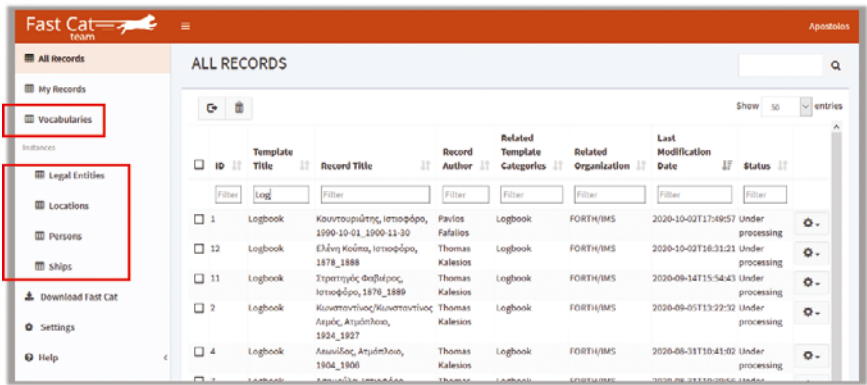 Fast Cat
team
Apostolos
All Records
My Records
Vocabularies
Instances
Legal Entities
Locations
Persons
Ships
Download Fast Cat
Settings
Help
ALL RECORDS
Show 50 entries
ID Template Title Record Title Record Author Related Template Categories Related Organization Last Modification Date Status
Filter Log Filter Filter Filter Filter Filter Filter
1 Logbook Κουντουριώτης, Ιστιοφόρο, Pavlos Logbook FORTH/IMS 2020-10-02T17:49:57 Under
1990-10-01_1900-11-30 Fafalios processing
12 Logbook Ελένη Κούπα, Ιστιοφόρο, Thomas Logbook FORTH/IMS 2020-10-02T16:31:21 Under
1878_1888 Kalesios processing
11 Logbook Στρατηγός Φαβιέρος, Thomas Logbook FORTH/IMS 2020-09-14T15:54:43 Under
Ιστιοφόρο, 1876_1889 Kalesios processing
2 Logbook Κωνσταντίνος/Κωνσταντίνος Thomas Logbook FORTH/IMS 2020-09-05T13:22:32 Under
Λεμός, Ατμόπλοιο, Kalesios processing
1924_1927
4 Logbook Λεωνίδας, Ατμόπλοιο, Thomas Logbook FORTH/IMS 2020-08-31T10:41:02 Under
1904_1906 Kalesios processing